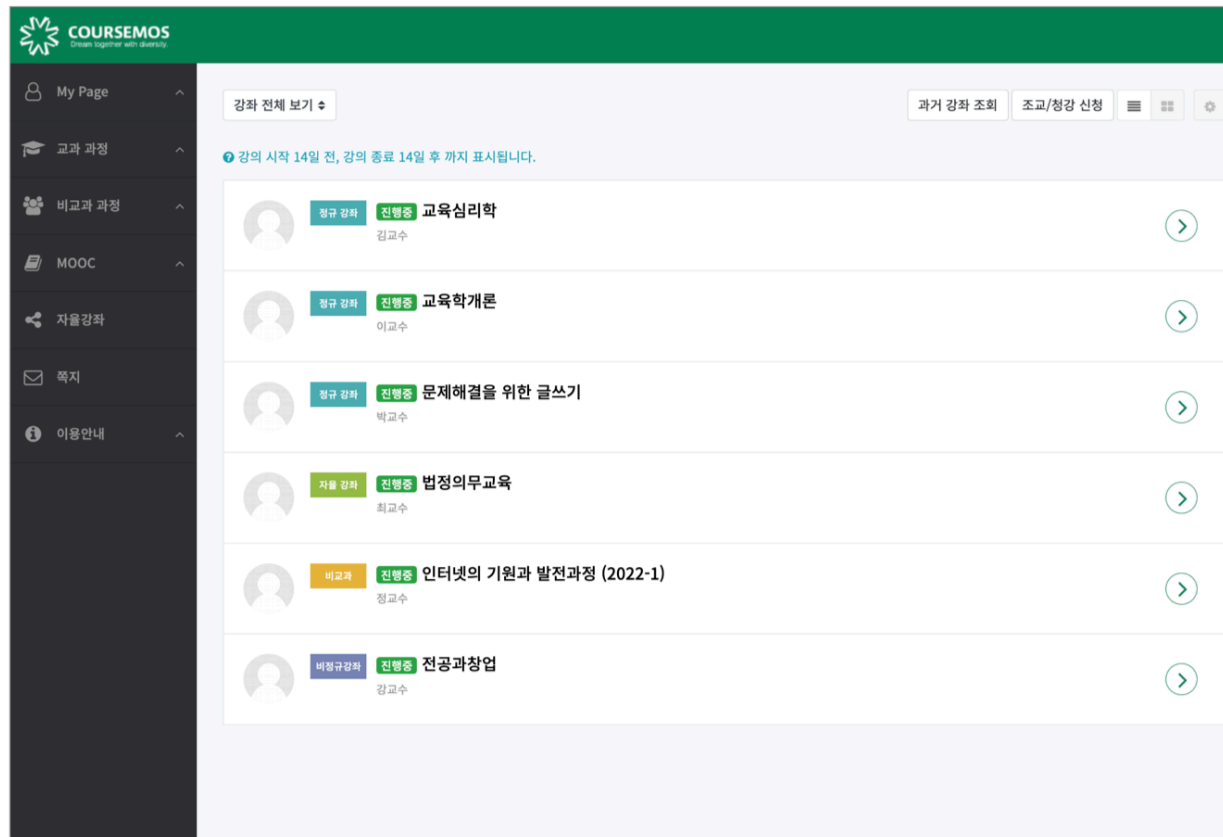 COURSEMOS
Dream together with diversity.
My Page
교과 과정
비교과 과정
MOOC
자율강좌
쪽지
이용안내
강좌 전체 보기
과거 강좌 조회
조교/청강 신청
강의 시작 14일 전, 강의 종료 14일 후 까지 표시됩니다.
정규 강좌 진행중 교육심리학
김교수
정규 강좌 진행중 교육학개론
이교수
정규 강좌 진행중 문제해결을 위한 글쓰기
박교수
자율 강좌 진행중 법정의무교육
최교수
비교과 진행중 인터넷의 기원과 발전과정 (2022-1)
정교수
비정규강좌 진행중 전공과창업
강교수